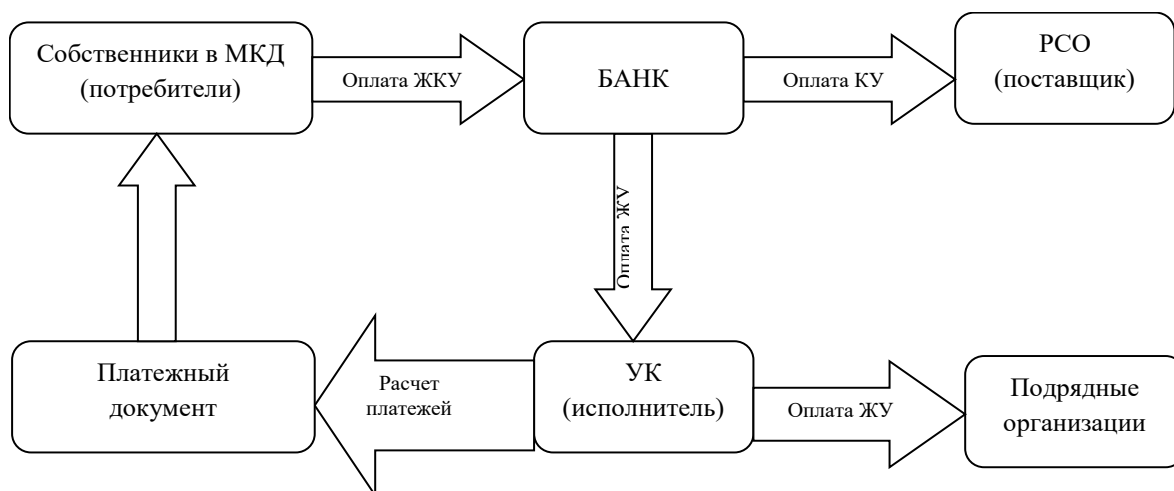 Собственники в МКД
(потребители)
Оплата ЖКУ
БАНК
Оплата КУ
РСО
(поставщик)
Оплата ЖУ
Платежный
документ
Расчет
платежей
УК
(исполнитель)
Оплата ЖУ
Подрядные
организации